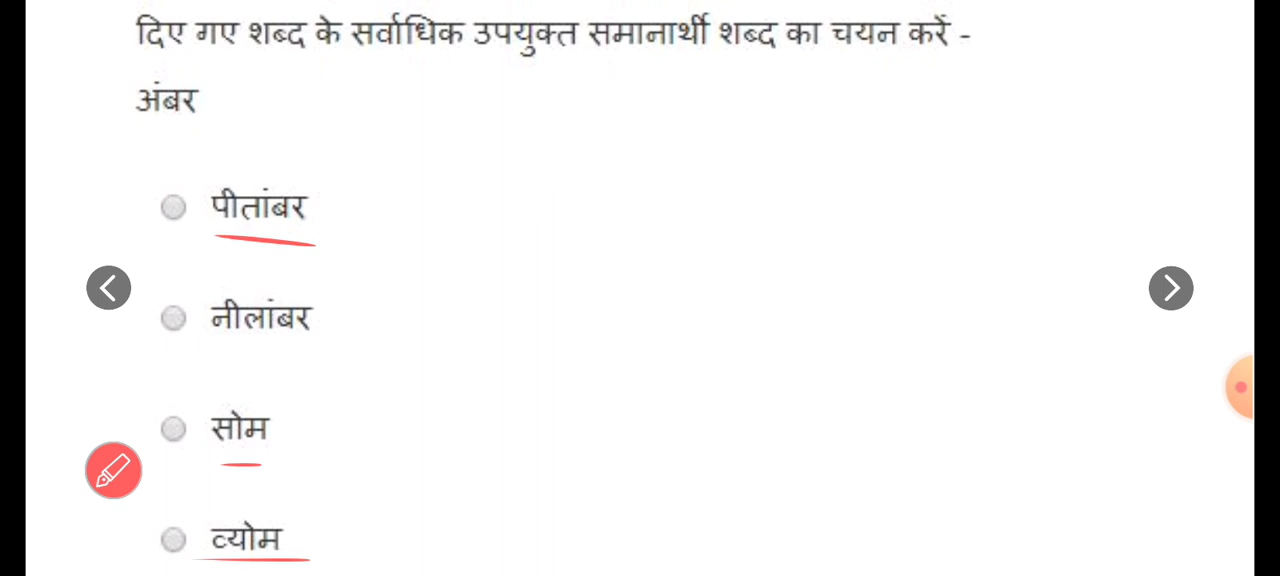 दिए गए शब्द के सर्वाधिक उपयुक्त समानार्थी शब्द का चयन करें -
अंबर
पीतांबर
नीलांबर
सोम
व्योम